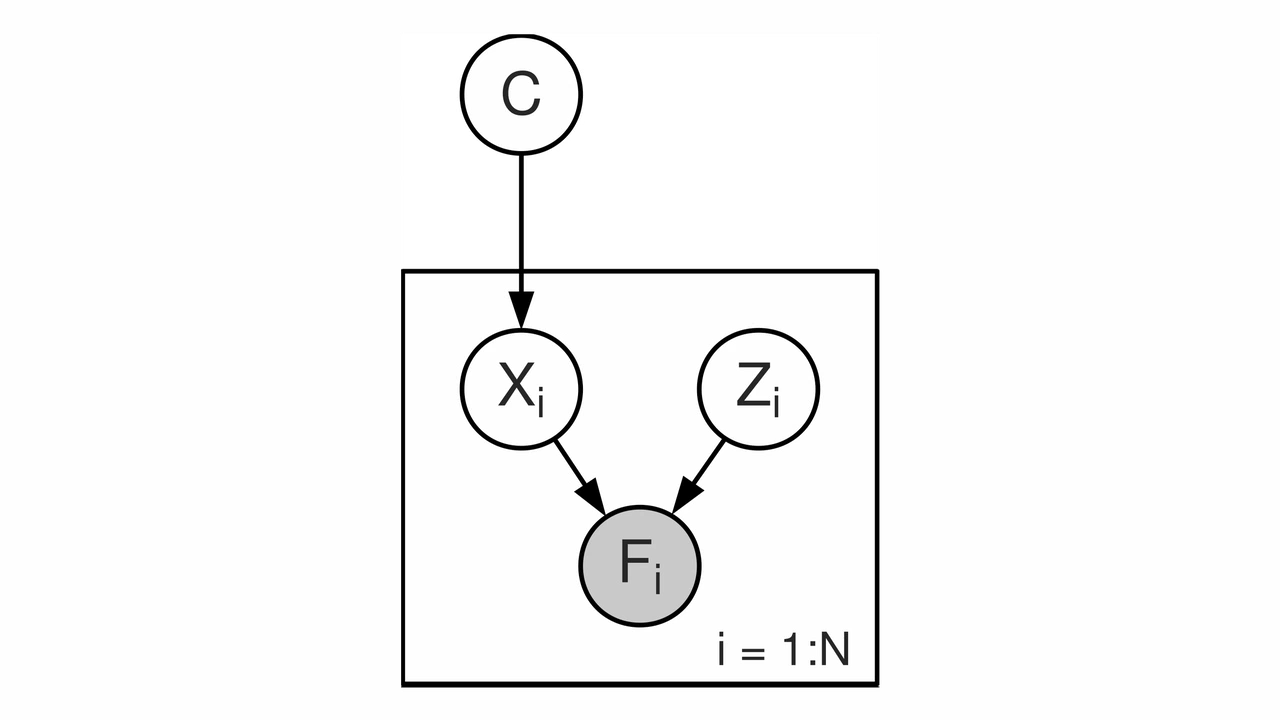 C
Xᵢ Zᵢ
Fᵢ
i = 1:N